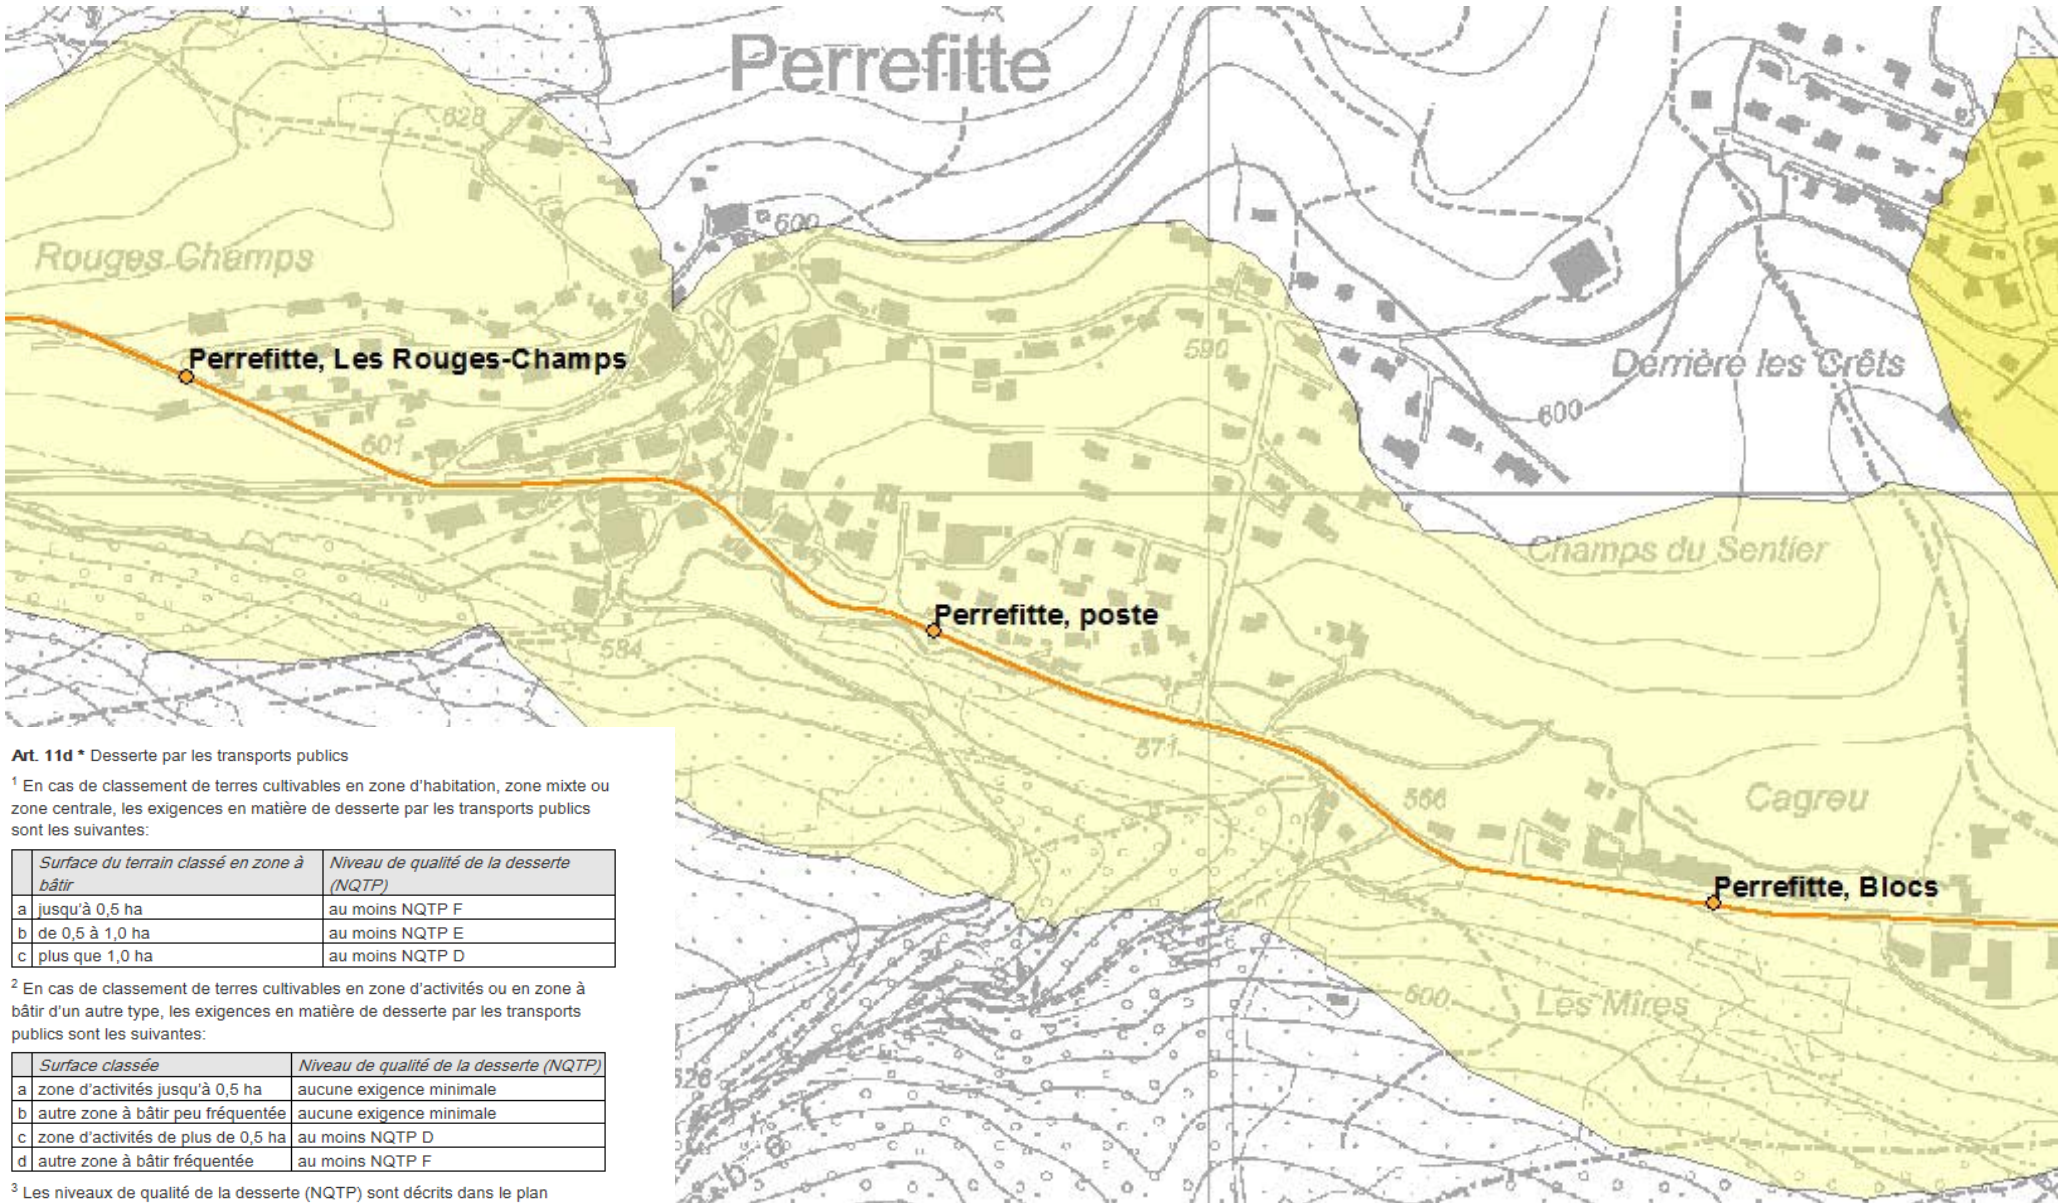 Perrefitte
628
600
Rouges-Champs
Perrefitte, Les Rouges-Champs
590
Derrière les Crêts
600
601
Champs du Sentier
Perrefitte, poste
584
571
566
Cagreu
Perrefitte, Blocs
600
Les Mires
626
Art. 11d * Desserte par les transports publics
1 En cas de classement de terres cultivables en zone d'habitation, zone mixte ou
zone centrale, les exigences en matière de desserte par les transports publics
sont les suivantes:
Surface du terrain classé en zone à bâtir Niveau de qualité de la desserte (NQTP)
a jusqu'à 0,5 ha au moins NQTP F
b de 0,5 à 1,0 ha au moins NQTP E
c plus que 1,0 ha au moins NQTP D
2 En cas de classement de terres cultivables en zone d'activités ou en zone à
bâtir d'un autre type, les exigences en matière de desserte par les transports
publics sont les suivantes:
Surface classée Niveau de qualité de la desserte (NQTP)
a zone d'activités jusqu'à 0,5 ha aucune exigence minimale
b autre zone à bâtir peu fréquentée aucune exigence minimale
c zone d'activités de plus de 0,5 ha au moins NQTP D
d autre zone à bâtir fréquentée au moins NQTP F
3 Les niveaux de qualité de la desserte (NQTP) sont décrits dans le plan